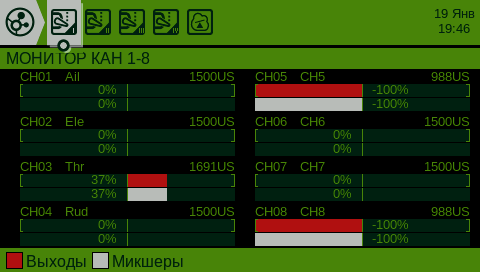 19 Янв
19:46
МОНИТОР КАН 1-8
CH01 Ail 1500US
0%
0%
CH02 Ele 1500US
0%
0%
CH03 Thr 1691US
37%
37%
CH04 Rud 1500US
0%
0%
CH05 CH5 988US
-100%
-100%
CH06 CH6 1500US
0%
0%
CH07 CH7 1500US
0%
0%
CH08 CH8 988US
-100%
-100%
Выходы Микшеры